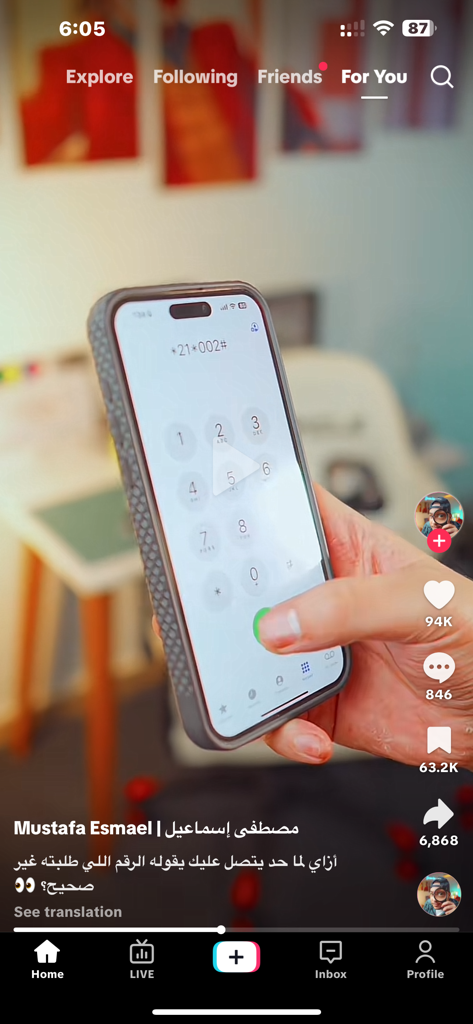 6:05
87
Explore Following Friends For You
*21*002#
1 2 3
4 5 6
7 8
* 0
94K
846
63.2K
6,868
Mustafa Esmael | مصطفى إسماعيل
أزاي لما حد يتصل عليك يقوله الرقم اللي طلبته غير
صحيح؟ 👀
See translation
Home LIVE Inbox Profile